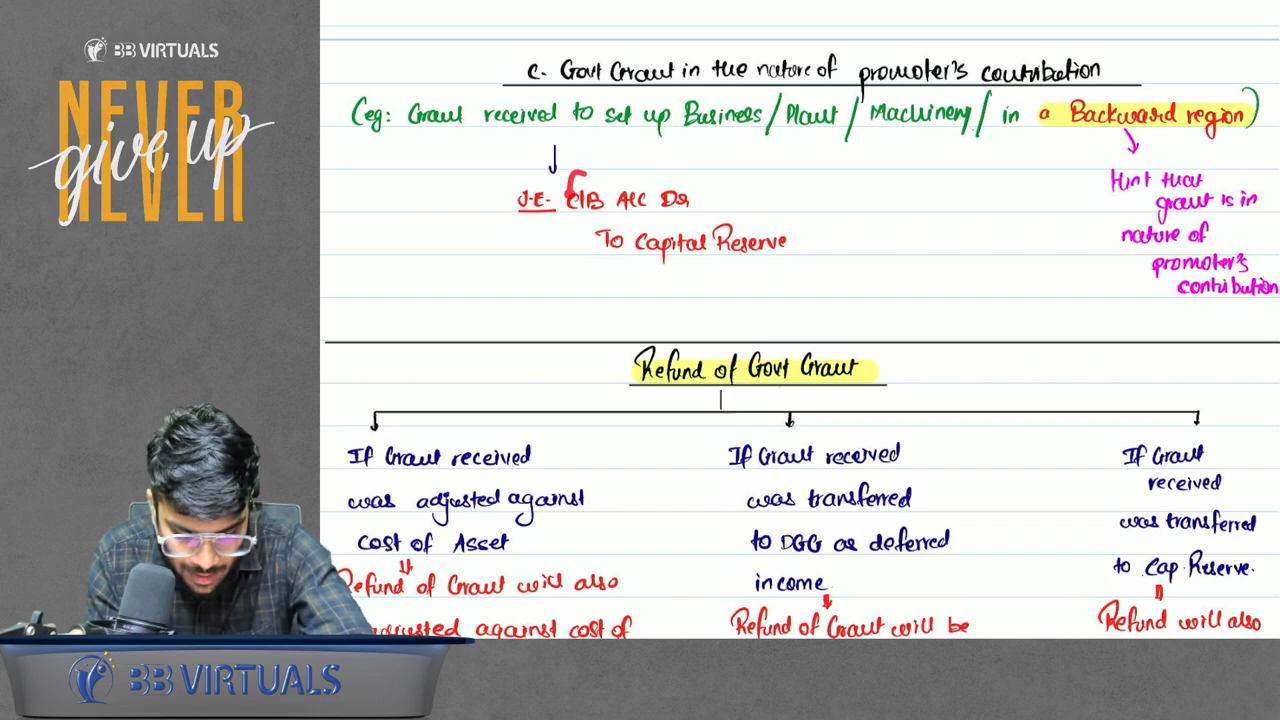 BB VIRTUALS
NEVER
give up
NEVER
C. Govt Grant in the nature of promoter's contribution
(eg: Grant received to set up Business / Plant / Machinery / in a Backward region)
Hint that
grant is in
nature of
promoter's
contribution
J.E. C/B A/C Dr
To Capital Reserve
Refund of Govt Grant
If Grant received
was adjusted against
cost of Asset
Refund of Grant will also
adjusted against cost of
If Grant received
was transferred
to DGG as deferred
income
Refund of Grant will be
If Grant
received
was transferred
to Cap. Reserve.
Refund will also
BB VIRTUALS